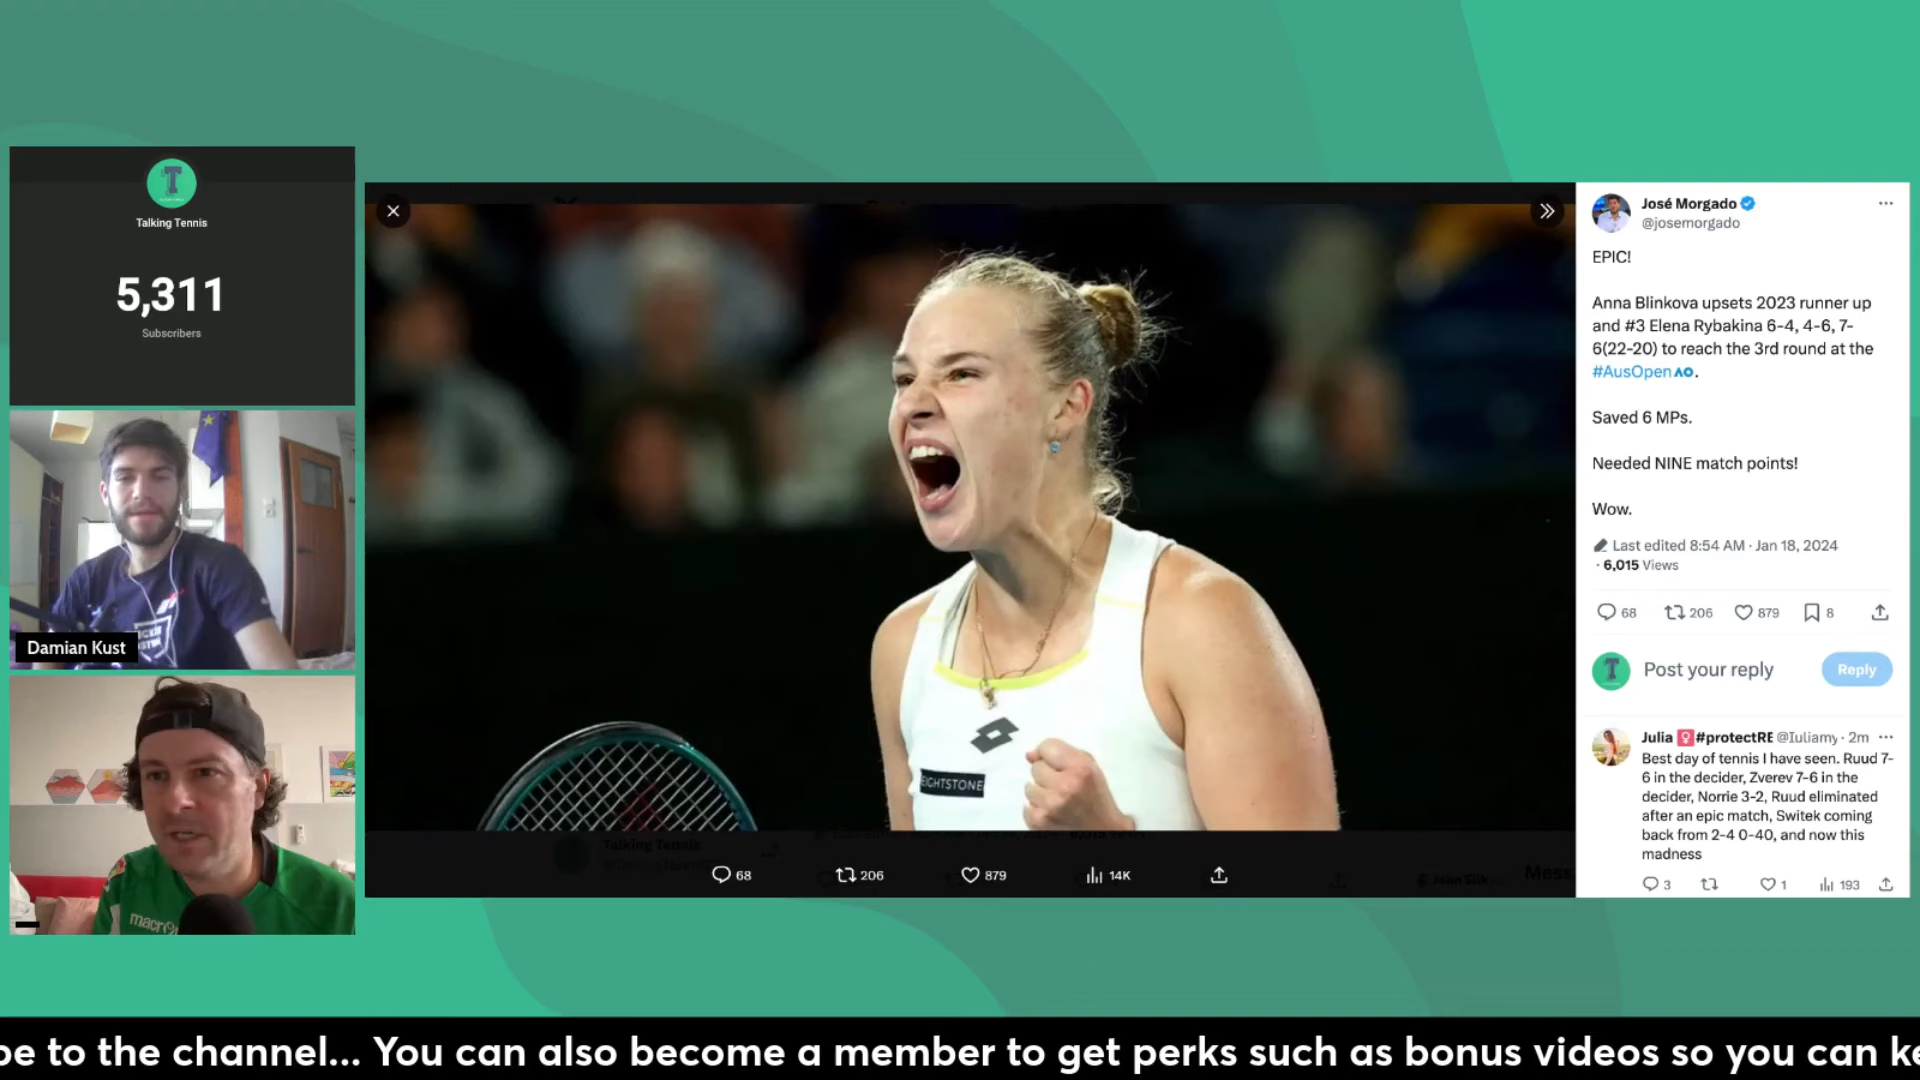 Talking Tennis
5,311
Subscribers
Damian Kust
macro
EIGHTSTONE
68
206
879
14K
José Morgado
@josemorgado
EPIC!
Anna Blinkova upsets 2023 runner up
and #3 Elena Rybakina 6-4, 4-6, 7-
6(22-20) to reach the 3rd round at the
#AusOpen AO.
Saved 6 MPs.
Needed NINE match points!
Wow.
Last edited 8:54 AM · Jan 18, 2024
· 6,015 Views
68
206
879
8
Post your reply
Reply
Julia #protectRE @Iuliamy · 2m
Best day of tennis I have seen. Ruud 7-
6 in the decider, Zverev 7-6 in the
decider, Norrie 3-2, Ruud eliminated
after an epic match, Switek coming
back from 2-4 0-40, and now this
madness
3
1
193
Talking Tennis
Mess
be to the channel... You can also become a member to get perks such as bonus videos so you can ke